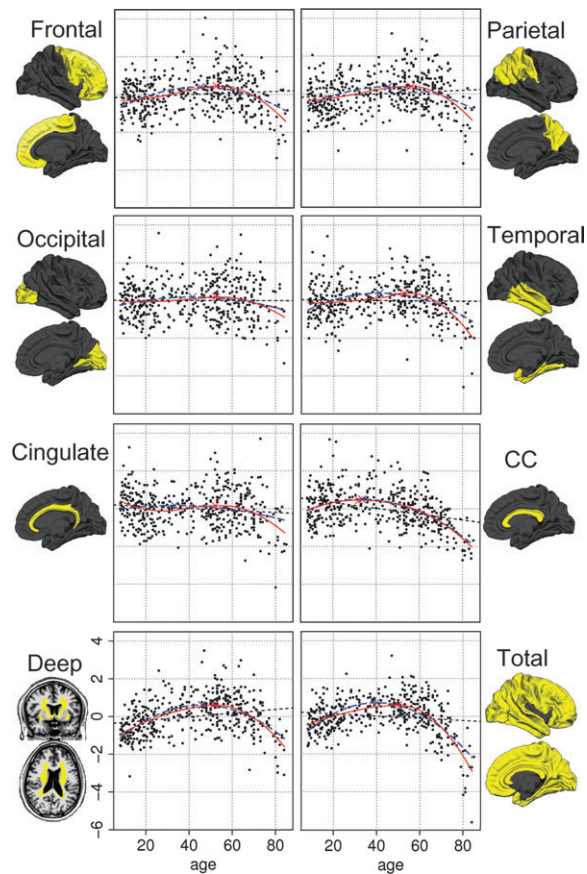 Frontal
Parietal
Occipital
Temporal
Cingulate
CC
Deep
Total
4
2
0
−2
−4
−6
20 40 60 80
20 40 60 80
age
age